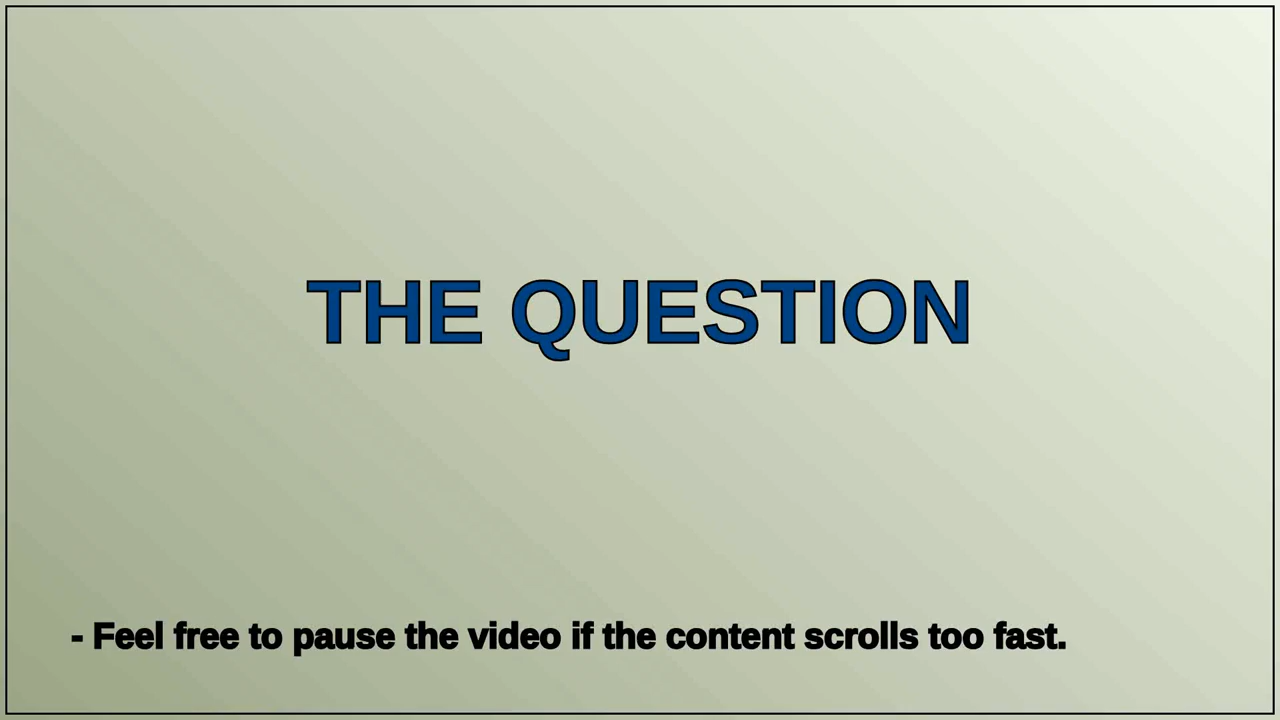 THE QUESTION
- Feel free to pause the video if the content scrolls too fast.